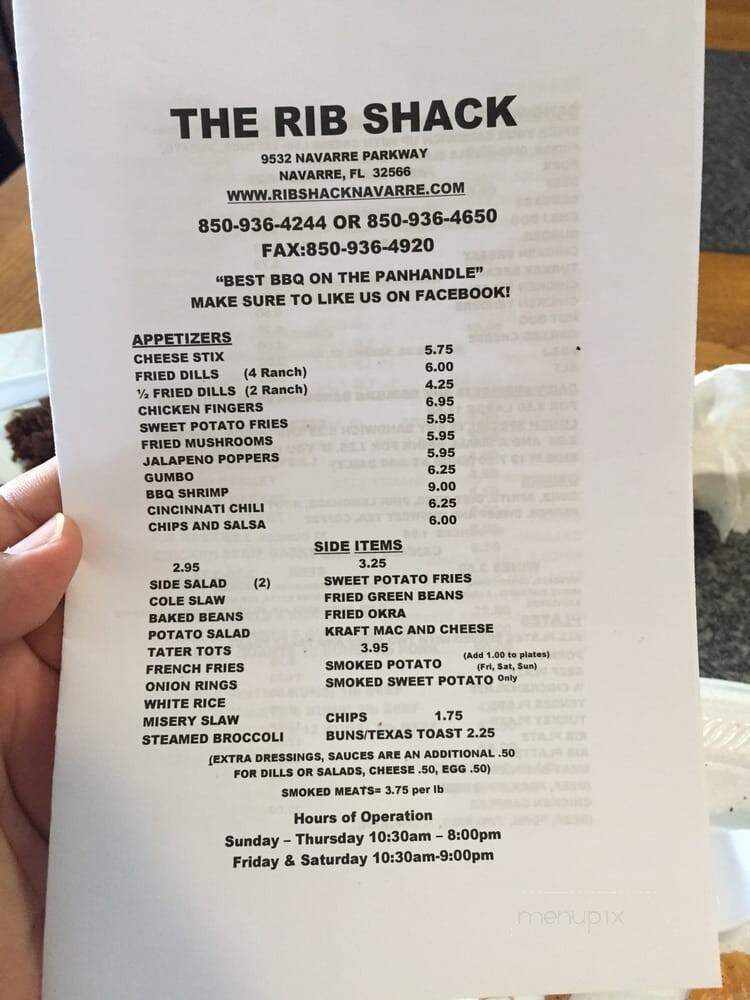 THE RIB SHACK
9532 NAVARRE PARKWAY
NAVARRE, FL 32566
WWW.RIBSHACKNAVARRE.COM
850-936-4244 OR 850-936-4650
FAX:850-936-4920
“BEST BBQ ON THE PANHANDLE”
MAKE SURE TO LIKE US ON FACEBOOK!
APPETIZERS
CHEESE STIX 5.75
FRIED DILLS (4 Ranch) 6.00
½ FRIED DILLS (2 Ranch) 4.25
CHICKEN FINGERS 6.95
SWEET POTATO FRIES 5.95
FRIED MUSHROOMS 5.95
JALAPENO POPPERS 5.95
GUMBO 6.25
BBQ SHRIMP 9.00
CINCINNATI CHILI 6.25
CHIPS AND SALSA 6.00
SIDE ITEMS
2.95
SIDE SALAD (2)
COLE SLAW
BAKED BEANS
POTATO SALAD
TATER TOTS
FRENCH FRIES
ONION RINGS
WHITE RICE
MISERY SLAW
STEAMED BROCCOLI
3.25
SWEET POTATO FRIES
FRIED GREEN BEANS
FRIED OKRA
KRAFT MAC AND CHEESE
3.95 (Add 1.00 to plates)
SMOKED POTATO (Fri, Sat, Sun)
SMOKED SWEET POTATO Only
CHIPS 1.75
BUNS/TEXAS TOAST 2.25
(EXTRA DRESSINGS, SAUCES ARE AN ADDITIONAL .50
FOR DILLS OR SALADS, CHEESE .50, EGG .50)
SMOKED MEATS= 3.75 per lb
Hours of Operation
Sunday – Thursday 10:30am – 8:00pm
Friday & Saturday 10:30am-9:00pm
menupix